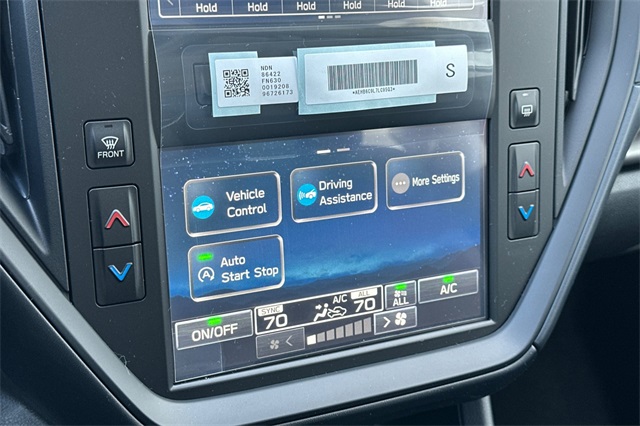 Hold Hold Hold Hold Hold Hold
NDN
86422
FN630
0019208
96726173
S
FRONT
Vehicle
Control
Driving
Assistance
More Settings
Auto
Start Stop
ON/OFF
SYNC
70
A/C
ALL
70
ALL
A/C